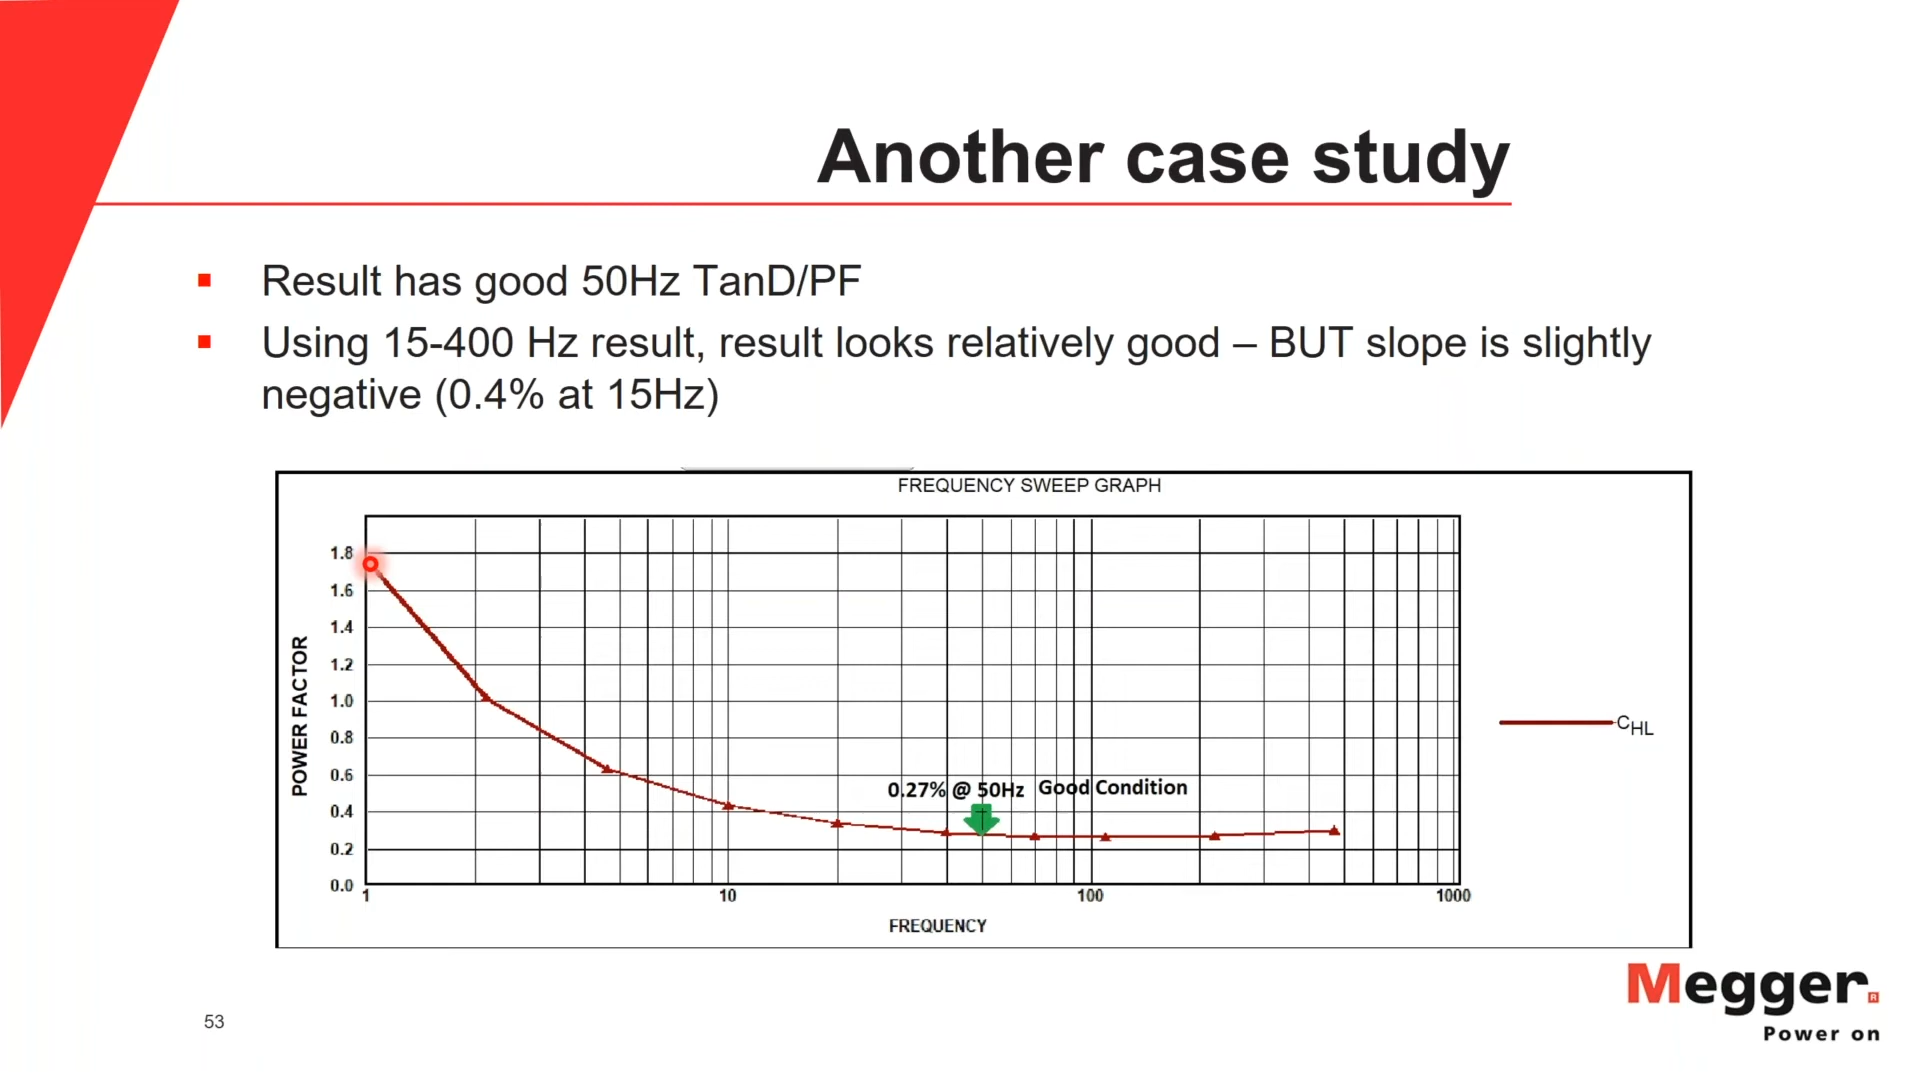 Another case study
Result has good 50Hz TanD/PF
Using 15-400 Hz result, result looks relatively good – BUT slope is slightly
negative (0.4% at 15Hz)
FREQUENCY SWEEP GRAPH
POWER FACTOR
1.8
1.6
1.4
1.2
1.0
0.8
0.6
0.4
0.2
0.0
0.27% @ 50Hz Good Condition
CHL
1 10 100 1000
FREQUENCY
53
Megger®
Power on